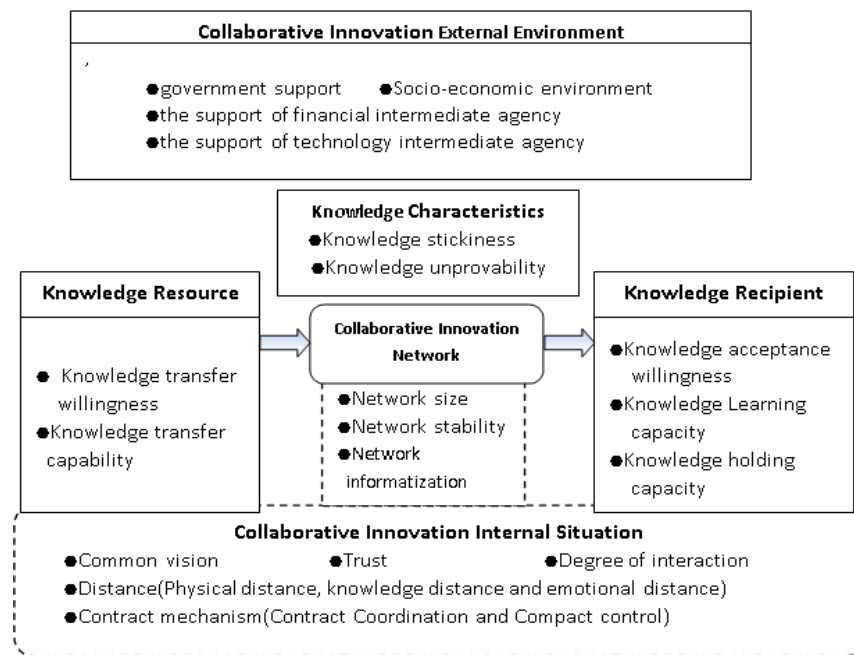 Collaborative Innovation External Environment
,
●government support ●Socio-economic environment
●the support of financial intermediate agency
●the support of technology intermediate agency
Knowledge Characteristics
●Knowledge stickiness
●Knowledge unprovability
Knowledge Resource
● Knowledge transfer
willingness
●Knowledge transfer
capability
Collaborative Innovation
Network
●Network size
●Network stability
●Network
informatization
Knowledge Recipient
●Knowledge acceptance
willingness
●Knowledge Learning
capacity
●Knowledge holding
capacity
Collaborative Innovation Internal Situation
●Common vision ●Trust ●Degree of interaction
●Distance(Physical distance, knowledge distance and emotional distance)
●Contract mechanism(Contract Coordination and Compact control)